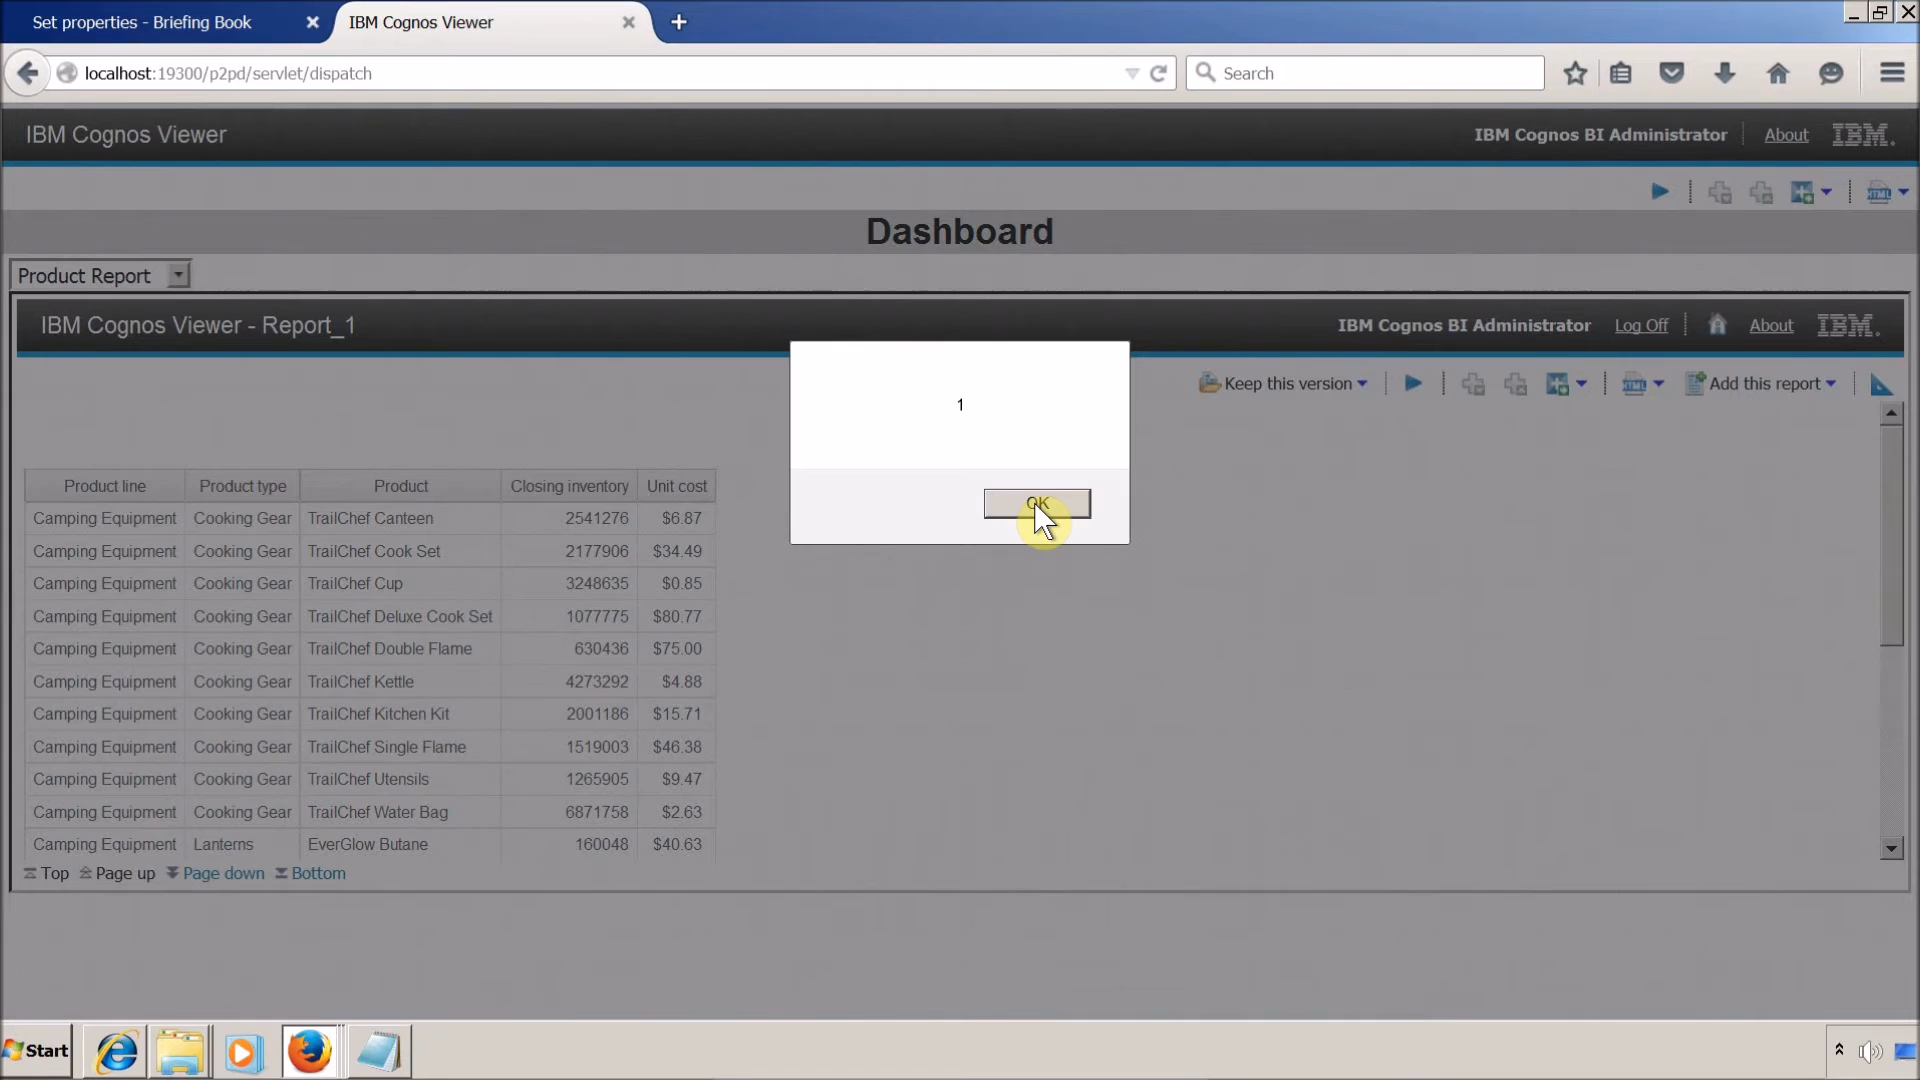 Set properties - Briefing Book
IBM Cognos Viewer
localhost:19300/p2pd/servlet/dispatch
Search
IBM Cognos Viewer
IBM Cognos BI Administrator
About
IBM.
HTML
Dashboard
Product Report
IBM Cognos Viewer - Report_1
IBM Cognos BI Administrator
Log Off
About
IBM.
Keep this version
HTML
Add this report
1
OK
Product line Product type Product Closing inventory Unit cost
Camping Equipment Cooking Gear TrailChef Canteen 2541276 $6.87
Camping Equipment Cooking Gear TrailChef Cook Set 2177906 $34.49
Camping Equipment Cooking Gear TrailChef Cup 3248635 $0.85
Camping Equipment Cooking Gear TrailChef Deluxe Cook Set 1077775 $80.77
Camping Equipment Cooking Gear TrailChef Double Flame 630436 $75.00
Camping Equipment Cooking Gear TrailChef Kettle 4273292 $4.88
Camping Equipment Cooking Gear TrailChef Kitchen Kit 2001186 $15.71
Camping Equipment Cooking Gear TrailChef Single Flame 1519003 $46.38
Camping Equipment Cooking Gear TrailChef Utensils 1265905 $9.47
Camping Equipment Cooking Gear TrailChef Water Bag 6871758 $2.63
Camping Equipment Lanterns EverGlow Butane 160048 $40.63
Top Page up Page down Bottom
Start